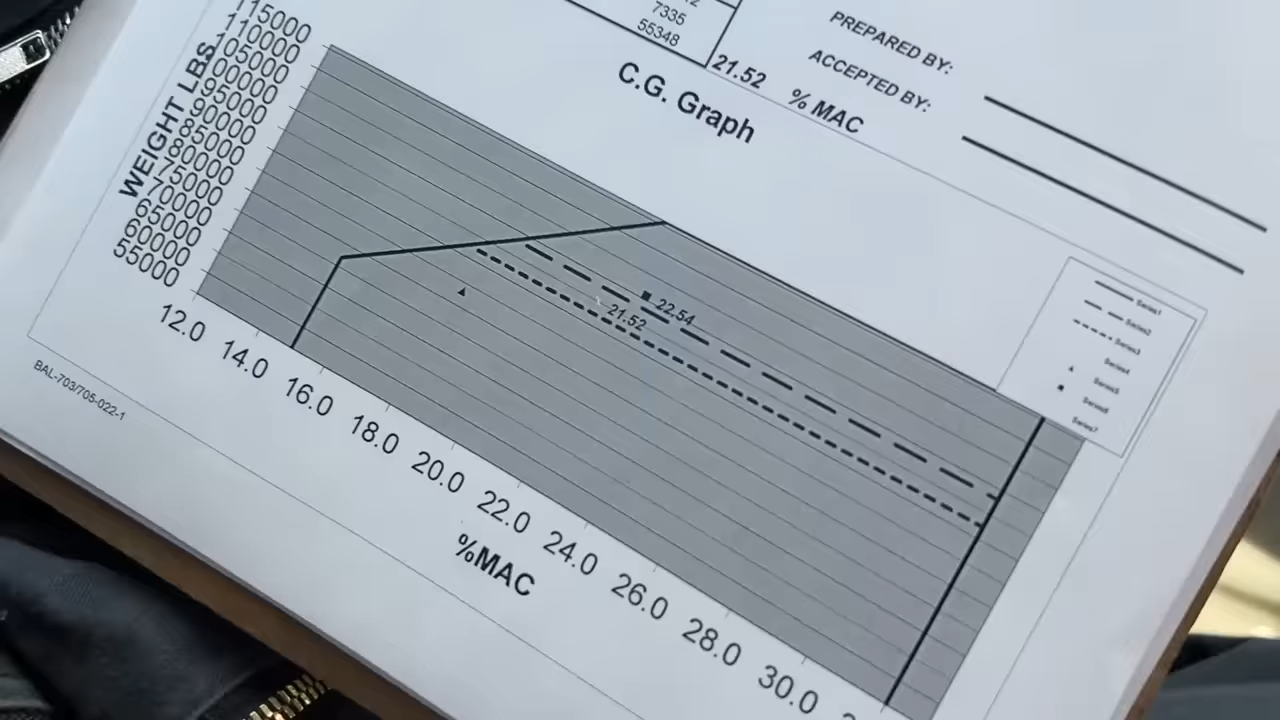 7335
55348
21.52 % MAC
PREPARED BY:
ACCEPTED BY:
C.G. Graph
WEIGHT LBS.
115000
110000
105000
95000
90000
85000
80000
75000
70000
65000
60000
55000
22.54
21.52
Series1
Series2
Series3
Series4
Series5
Series6
Series7
12.0 14.0 16.0 18.0 20.0 22.0 24.0 26.0 28.0 30.0
%MAC
BAL-703/705-022-1